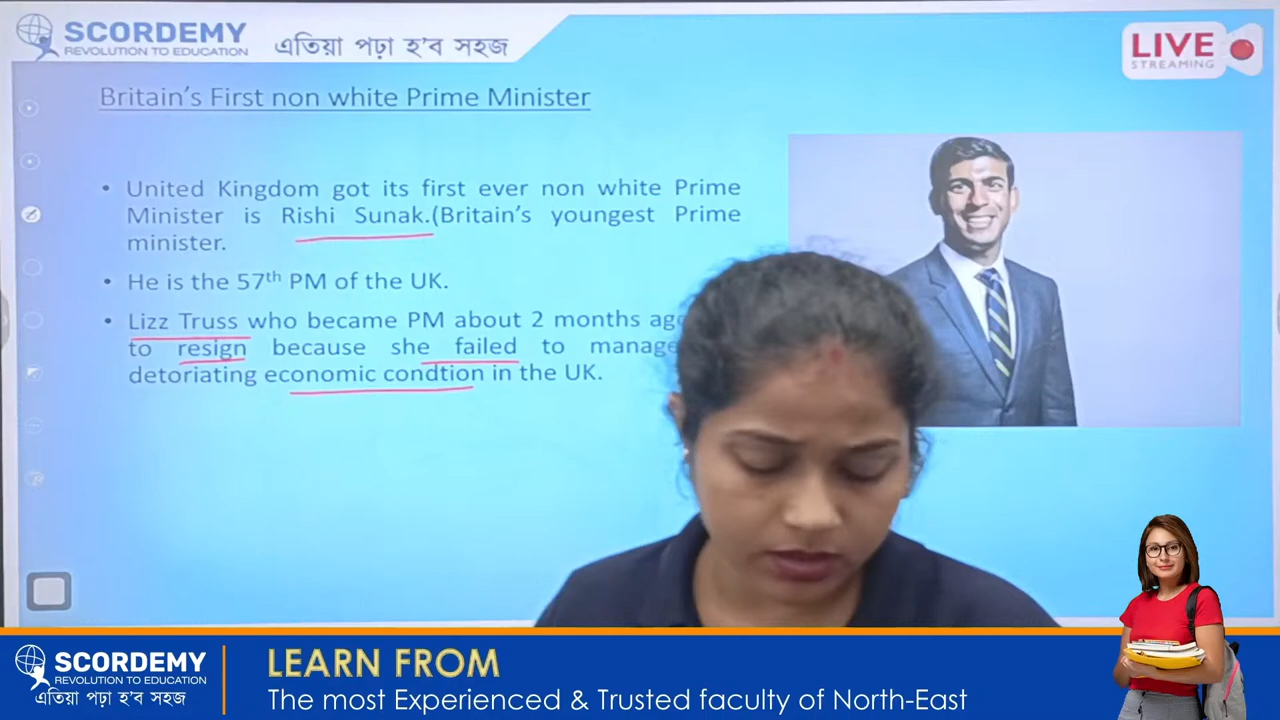 SCORDEMY
REVOLUTION TO EDUCATION
এতিয়া পঢ়া হ'ব সহজ
LIVE
STREAMING
Britain's First non white Prime Minister
• United Kingdom got its first ever non white Prime
Minister is Rishi Sunak.(Britain's youngest Prime
minister.
• He is the 57th PM of the UK.
• Lizz Truss who became PM about 2 months
to resign because she failed to manage
detoriating economic condtion in the UK.
SCORDEMY
REVOLUTION TO EDUCATION
এতিয়া পঢ়া হ'ব সহজ
LEARN FROM
The most Experienced & Trusted faculty of North-East